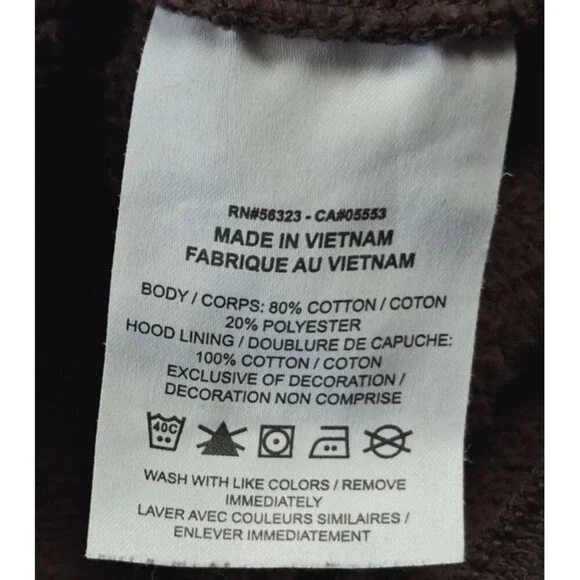 RN#56323 - CA#05553
MADE IN VIETNAM
FABRIQUE AU VIETNAM
BODY / CORPS: 80% COTTON / COTON
20% POLYESTER
HOOD LINING / DOUBLURE DE CAPUCHE:
100% COTTON / COTON
EXCLUSIVE OF DECORATION /
DECORATION NON COMPRISE
40C
WASH WITH LIKE COLORS / REMOVE
IMMEDIATELY
LAVER AVEC COULEURS SIMILAIRES /
ENLEVER IMMEDIATEMENT